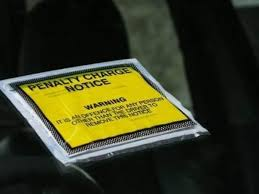 PENALTY CHARGE
NOTICE
WARNING
IT IS AN OFFENCE FOR ANY PERSON
OTHER THAN THE DRIVER TO
REMOVE THIS NOTICE